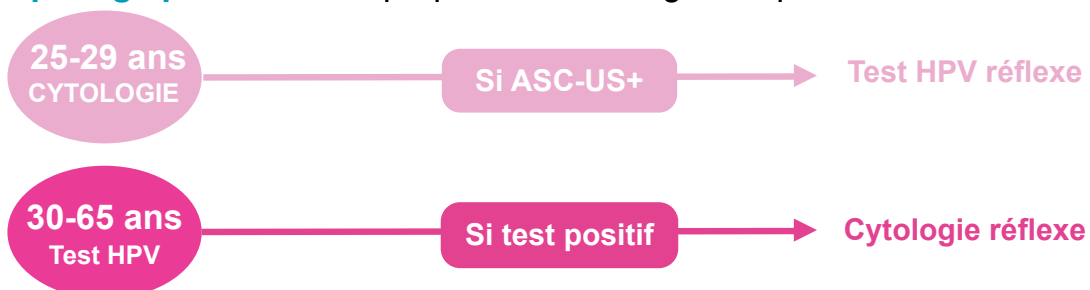 25-29 ans
CYTOLOGIE
Si ASC-US+
Test HPV réflexe
30-65 ans
Test HPV
Si test positif
Cytologie réflexe